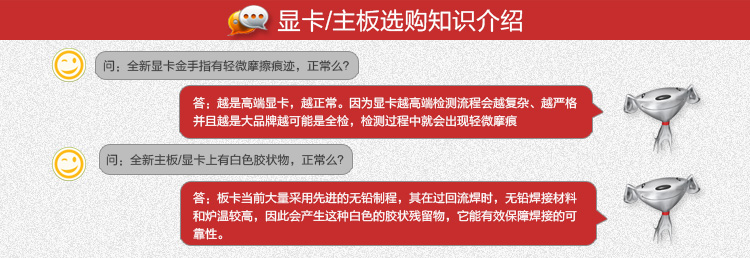 显卡/主板选购知识介绍
问：全新显卡金手指有轻微摩擦痕迹，正常么?
答：越是高端显卡，越正常。因为显卡越高端检测流程会越复杂、越严格
并且越是大品牌越可能是全检，检测过程中就会出现轻微摩痕
问：全新主板/显卡上有白色胶状物，正常么?
答：板卡当前大量采用先进的无铅制程，其在过回流焊时，无铅焊接材料
和炉温较高，因此会产生这种白色的胶状残留物，它能有效保障焊接的可
靠性。